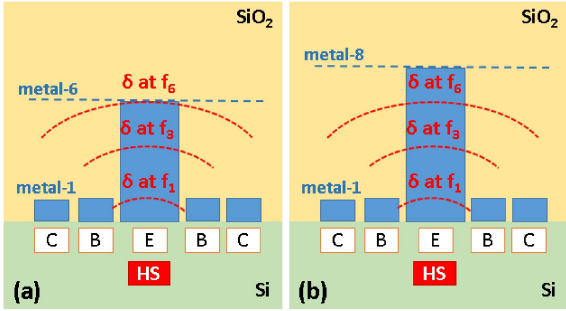 SiO₂
metal-6
δ at f₆
δ at f₃
metal-1
δ at f₁
C B E B C
HS
(a)
Si
SiO₂
metal-8
δ at f₆
δ at f₃
metal-1
δ at f₁
C B E B C
HS
(b)
Si